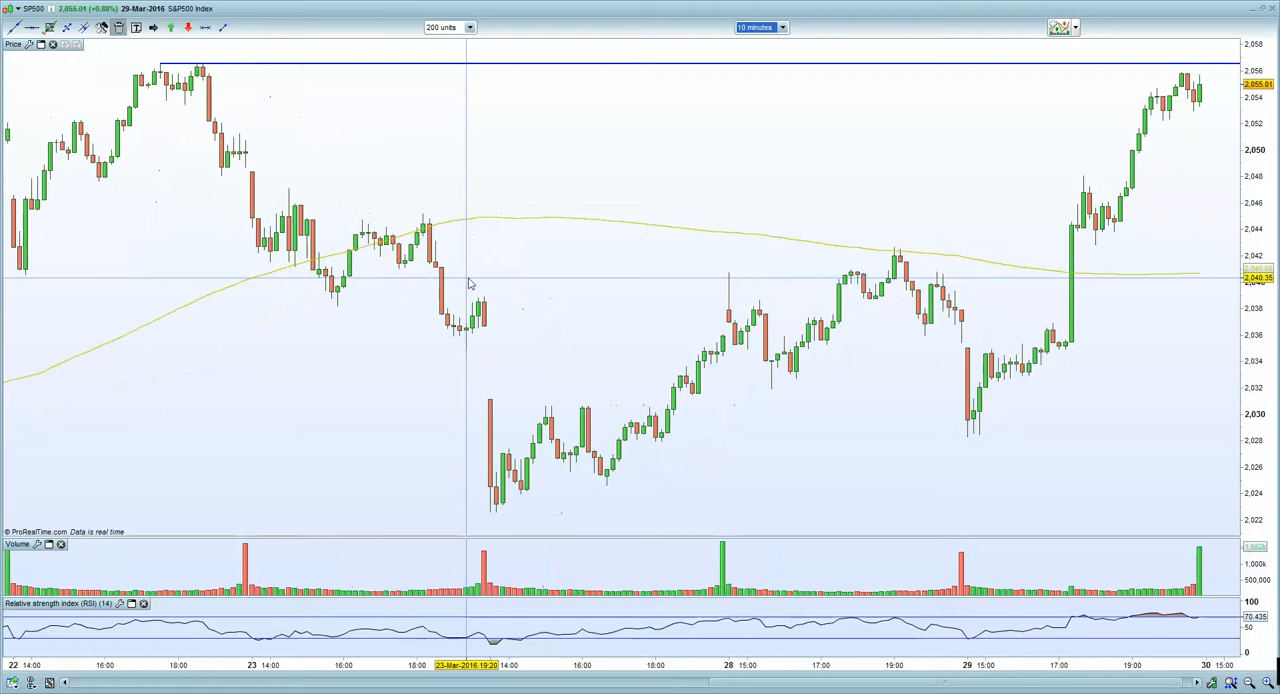 SP500 2,055.01 (+0.88%) 29-Mar-2016 S&P500 Index
200 units
10 minutes
Price
2,058
2,056
2,055.01
2,054
2,052
2,050
2,048
2,046
2,044
2,042
2,040.35
2,038
2,036
2,034
2,032
2,030
2,028
2,026
2,024
2,022
© ProRealTime.com Data is real time
Volume
1,000k
500,000
Relative strength index (RSI) (14)
100
70.435
50
0
22 14:00 16:00 18:00 23 14:00 16:00 18:00 23-Mar-2016 19:20 14:00 16:00 18:00 28 15:00 17:00 19:00 29 15:00 17:00 19:00 30 15:00